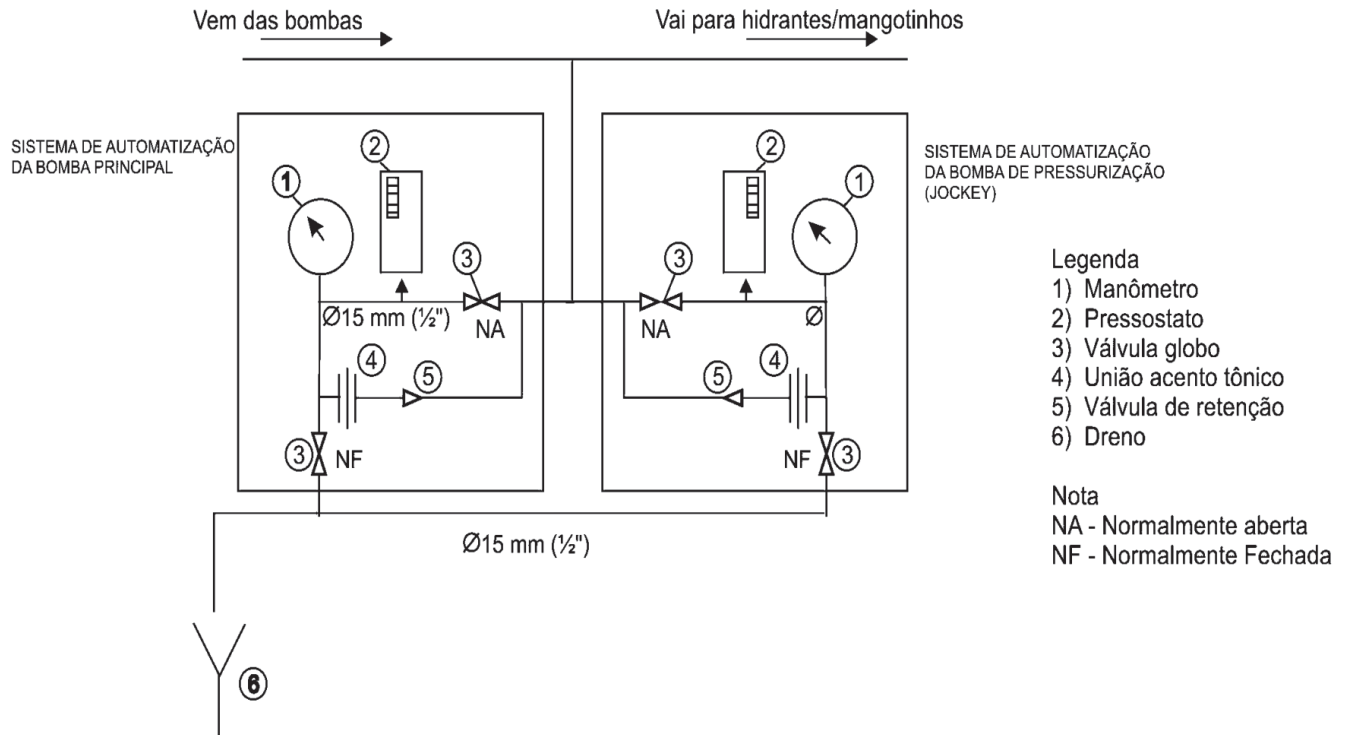 Vem das bombas
Vai para hidrantes/mangotinhos
SISTEMA DE AUTOMATIZAÇÃO
DA BOMBA PRINCIPAL
1
2
3
Ø15 mm (½")
NA
4
5
3
NF
2
1
3
NA
Ø
5
4
NF
3
SISTEMA DE AUTOMATIZAÇÃO
DA BOMBA DE PRESSURIZAÇÃO
(JOCKEY)
Ø15 mm (½")
6
Legenda
1) Manômetro
2) Pressostato
3) Válvula globo
4) União acento tônico
5) Válvula de retenção
6) Dreno
Nota
NA - Normalmente aberta
NF - Normalmente Fechada